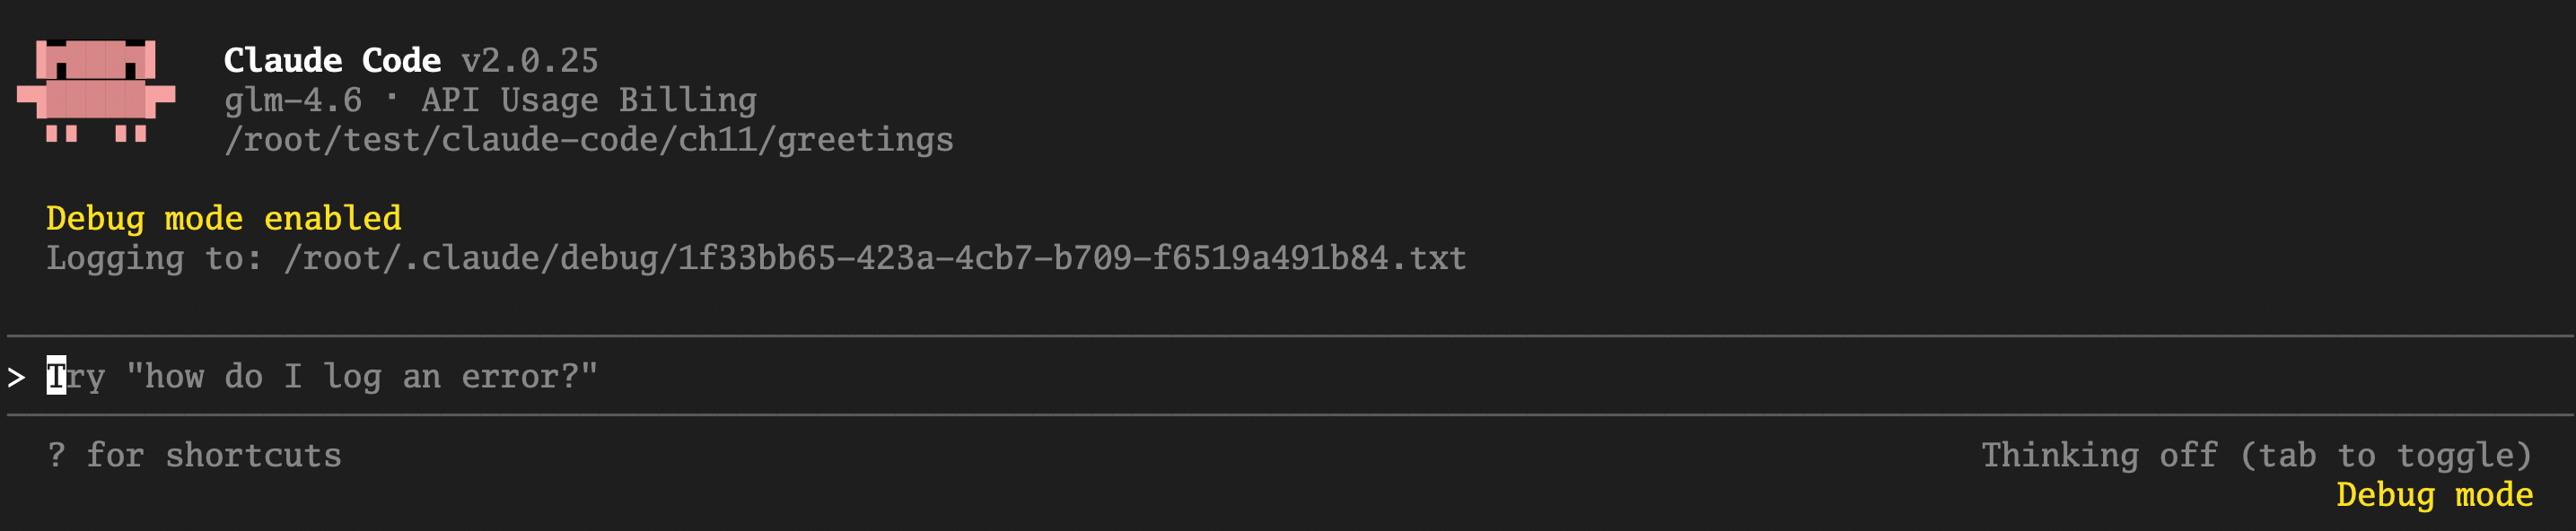 Claude Code v2.0.25
glm-4.6 · API Usage Billing
/root/test/claude-code/ch11/greetings
Debug mode enabled
Logging to: /root/.claude/debug/1f33bb65-423a-4cb7-b709-f6519a491b84.txt
> Try "how do I log an error?"
? for shortcuts
Thinking off (tab to toggle)
Debug mode